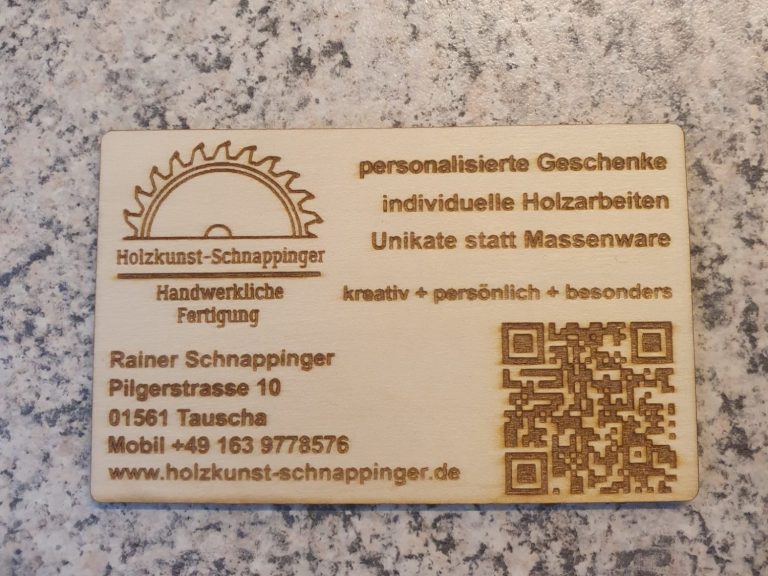 Holzkunst-Schnappinger
Handwerkliche
Fertigung
personalisierte Geschenke
individuelle Holzarbeiten
Unikate statt Massenware
kreativ + persönlich + besonders
Rainer Schnappinger
Pilgerstrasse 10
01561 Tauscha
Mobil +49 163 9778576
www.holzkunst-schnappinger.de